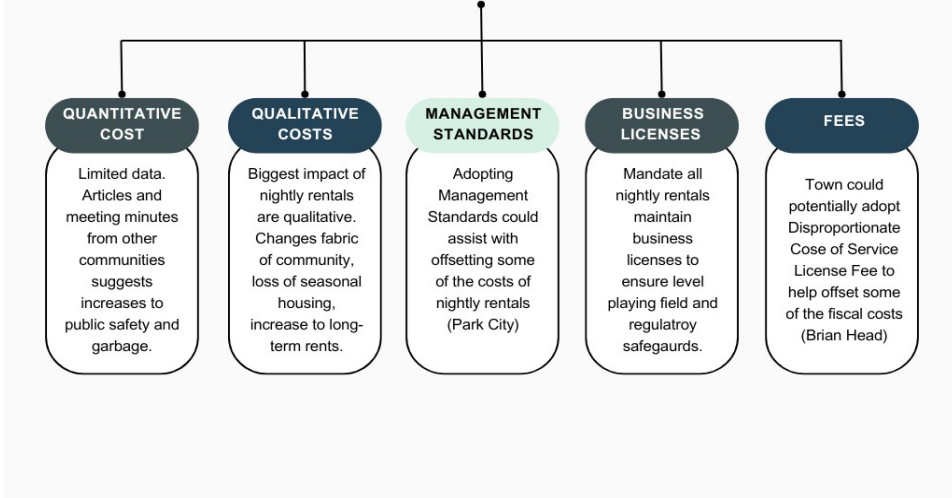 QUANTITATIVE
COST
Limited data.
Articles and
meeting minutes
from other
communities
suggests
increases to
public safety and
garbage.
QUALITATIVE
COSTS
Biggest impact of
nightly rentals
are qualitative.
Changes fabric
of community,
loss of seasonal
housing,
increase to long-
term rents.
MANAGEMENT
STANDARDS
Adopting
Management
Standards could
assist with
offsetting some
of the costs of
nightly rentals
(Park City)
BUSINESS
LICENSES
Mandate all
nightly rentals
maintain
business
licenses to
ensure level
playing field and
regulatroy
safegaurds.
FEES
Town could
potentially adopt
Disproportionate
Cose of Service
License Fee to
help offset some
of the fiscal costs
(Brian Head)